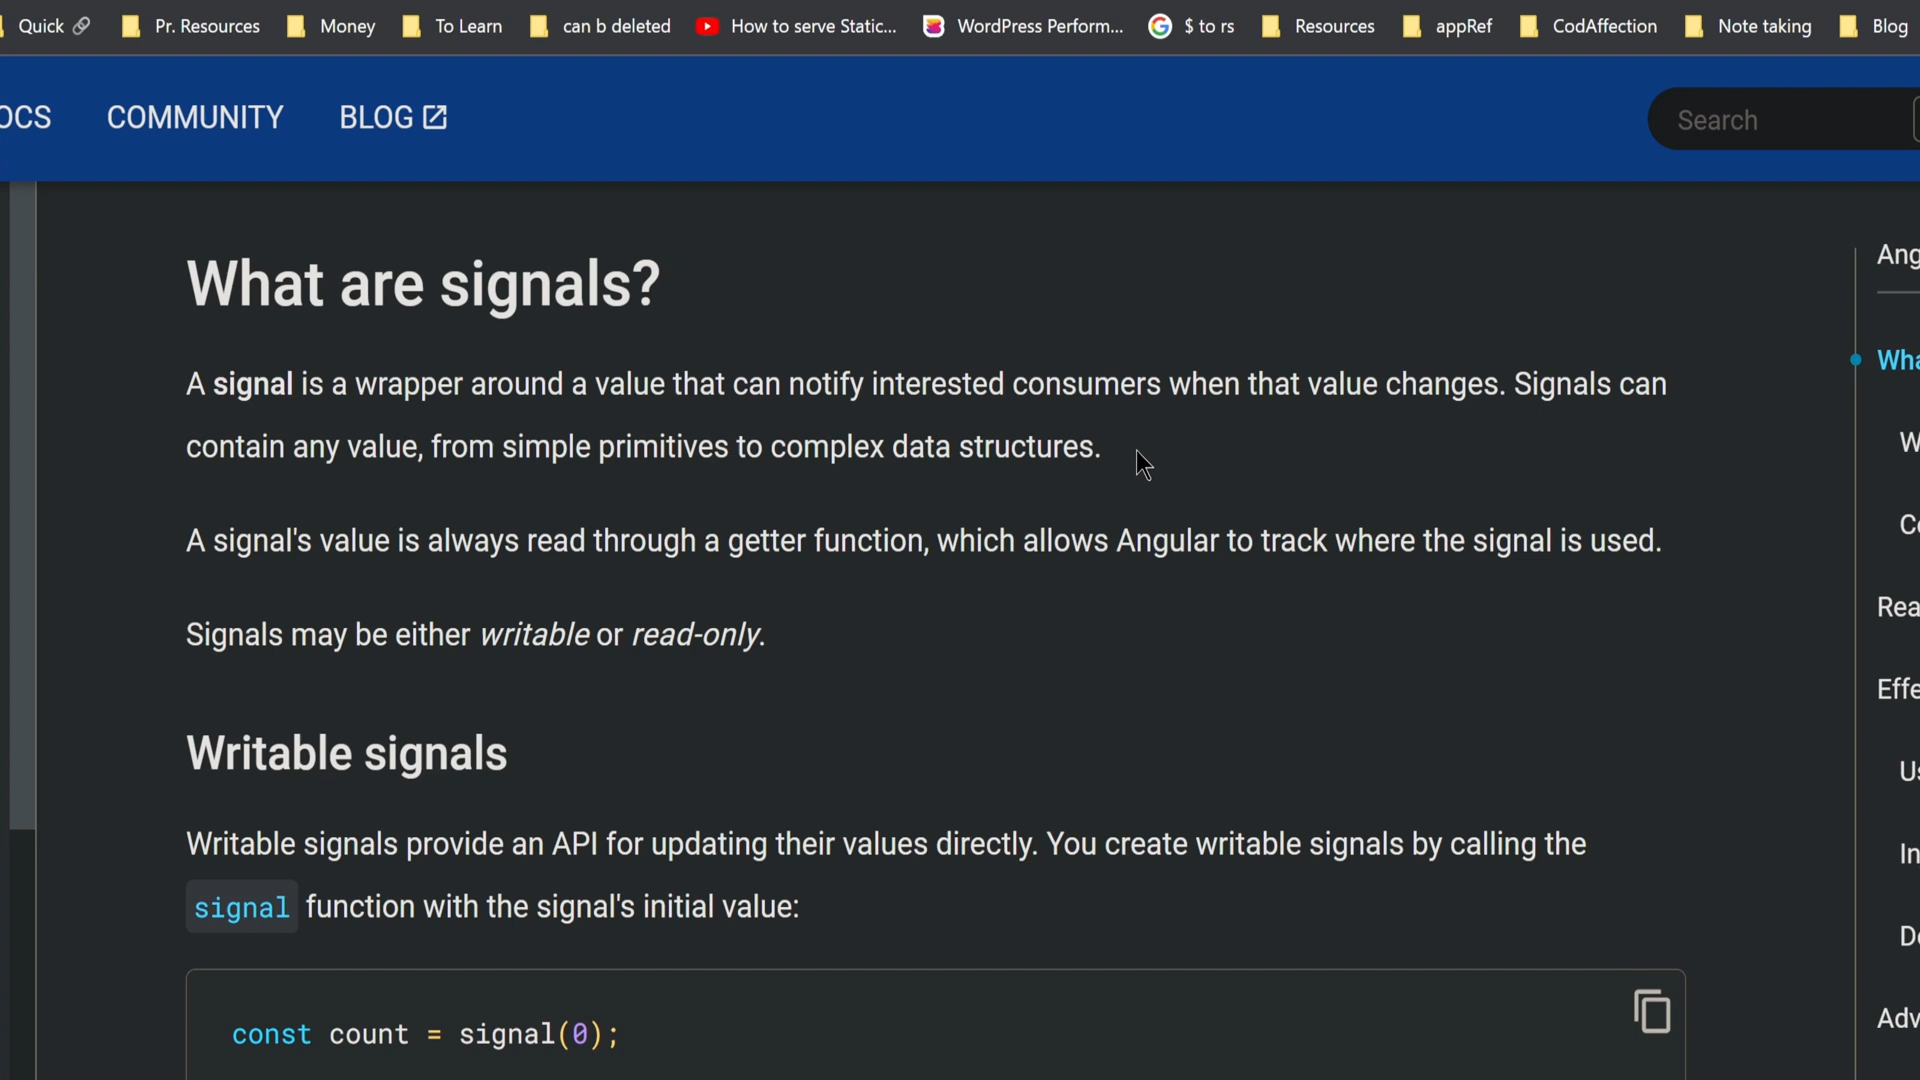 Quick Pr. Resources Money To Learn can b deleted How to serve Static... WordPress Perform... $ to rs Resources appRef CodAffection Note taking Blog
COMMUNITY BLOG
Search
What are signals?
A signal is a wrapper around a value that can notify interested consumers when that value changes. Signals can
contain any value, from simple primitives to complex data structures.
A signal's value is always read through a getter function, which allows Angular to track where the signal is used.
Signals may be either writable or read-only.
Writable signals
Writable signals provide an API for updating their values directly. You create writable signals by calling the
signal function with the signal's initial value:
const count = signal(0);